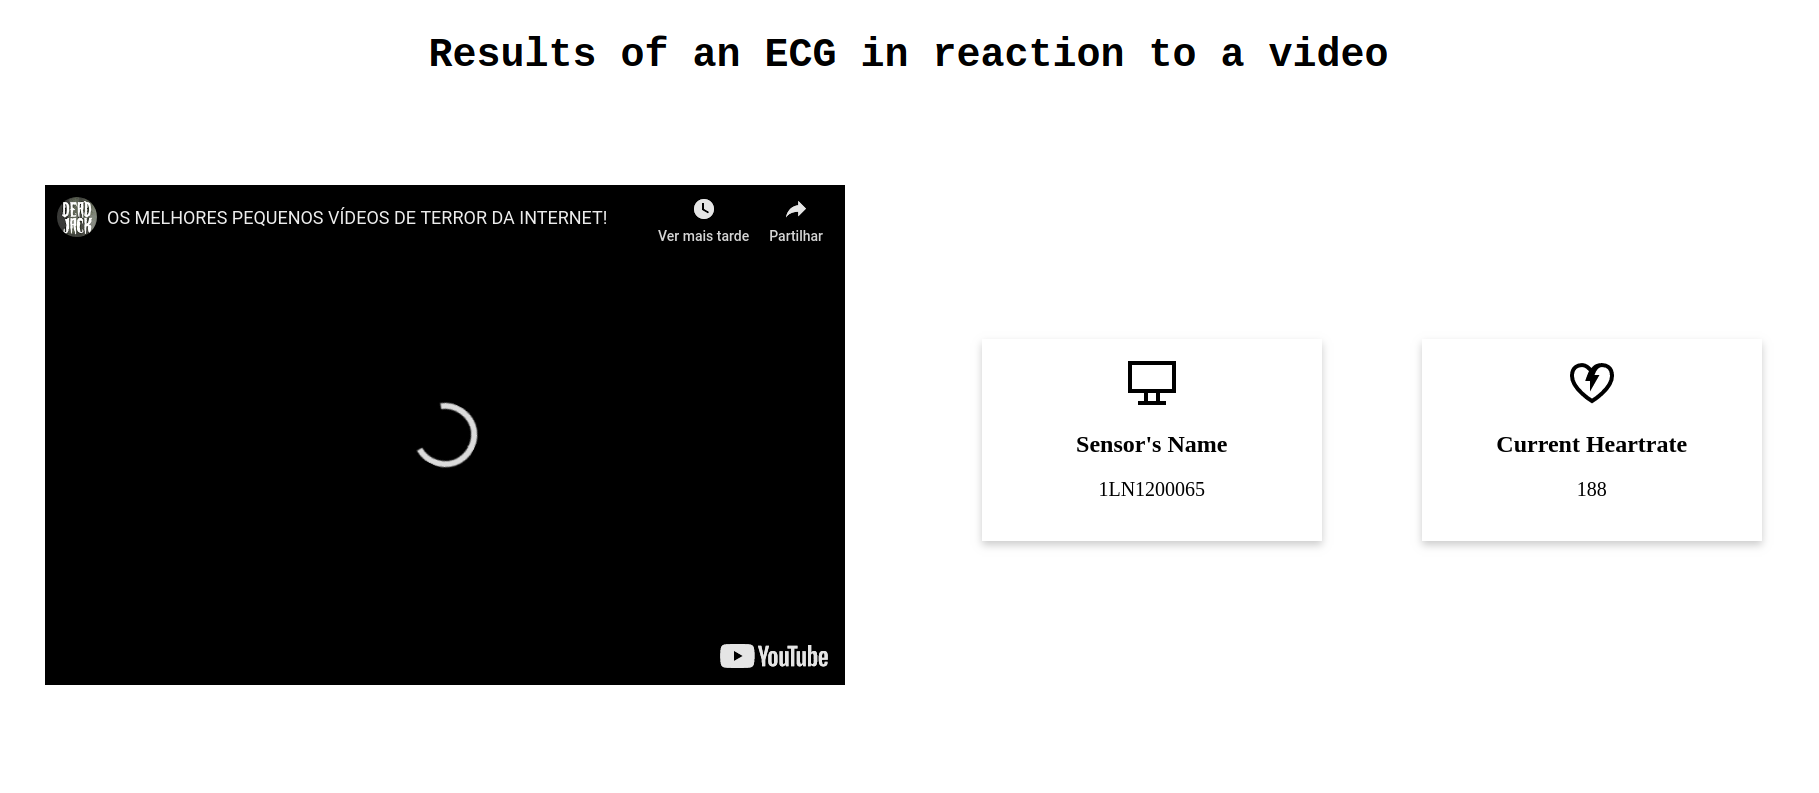 Results of an ECG in reaction to a video
DEAD
JACK
OS MELHORES PEQUENOS VÍDEOS DE TERROR DA INTERNET!
Ver mais tarde
Partilhar
Sensor's Name
1LN1200065
Current Heartrate
188
YouTube